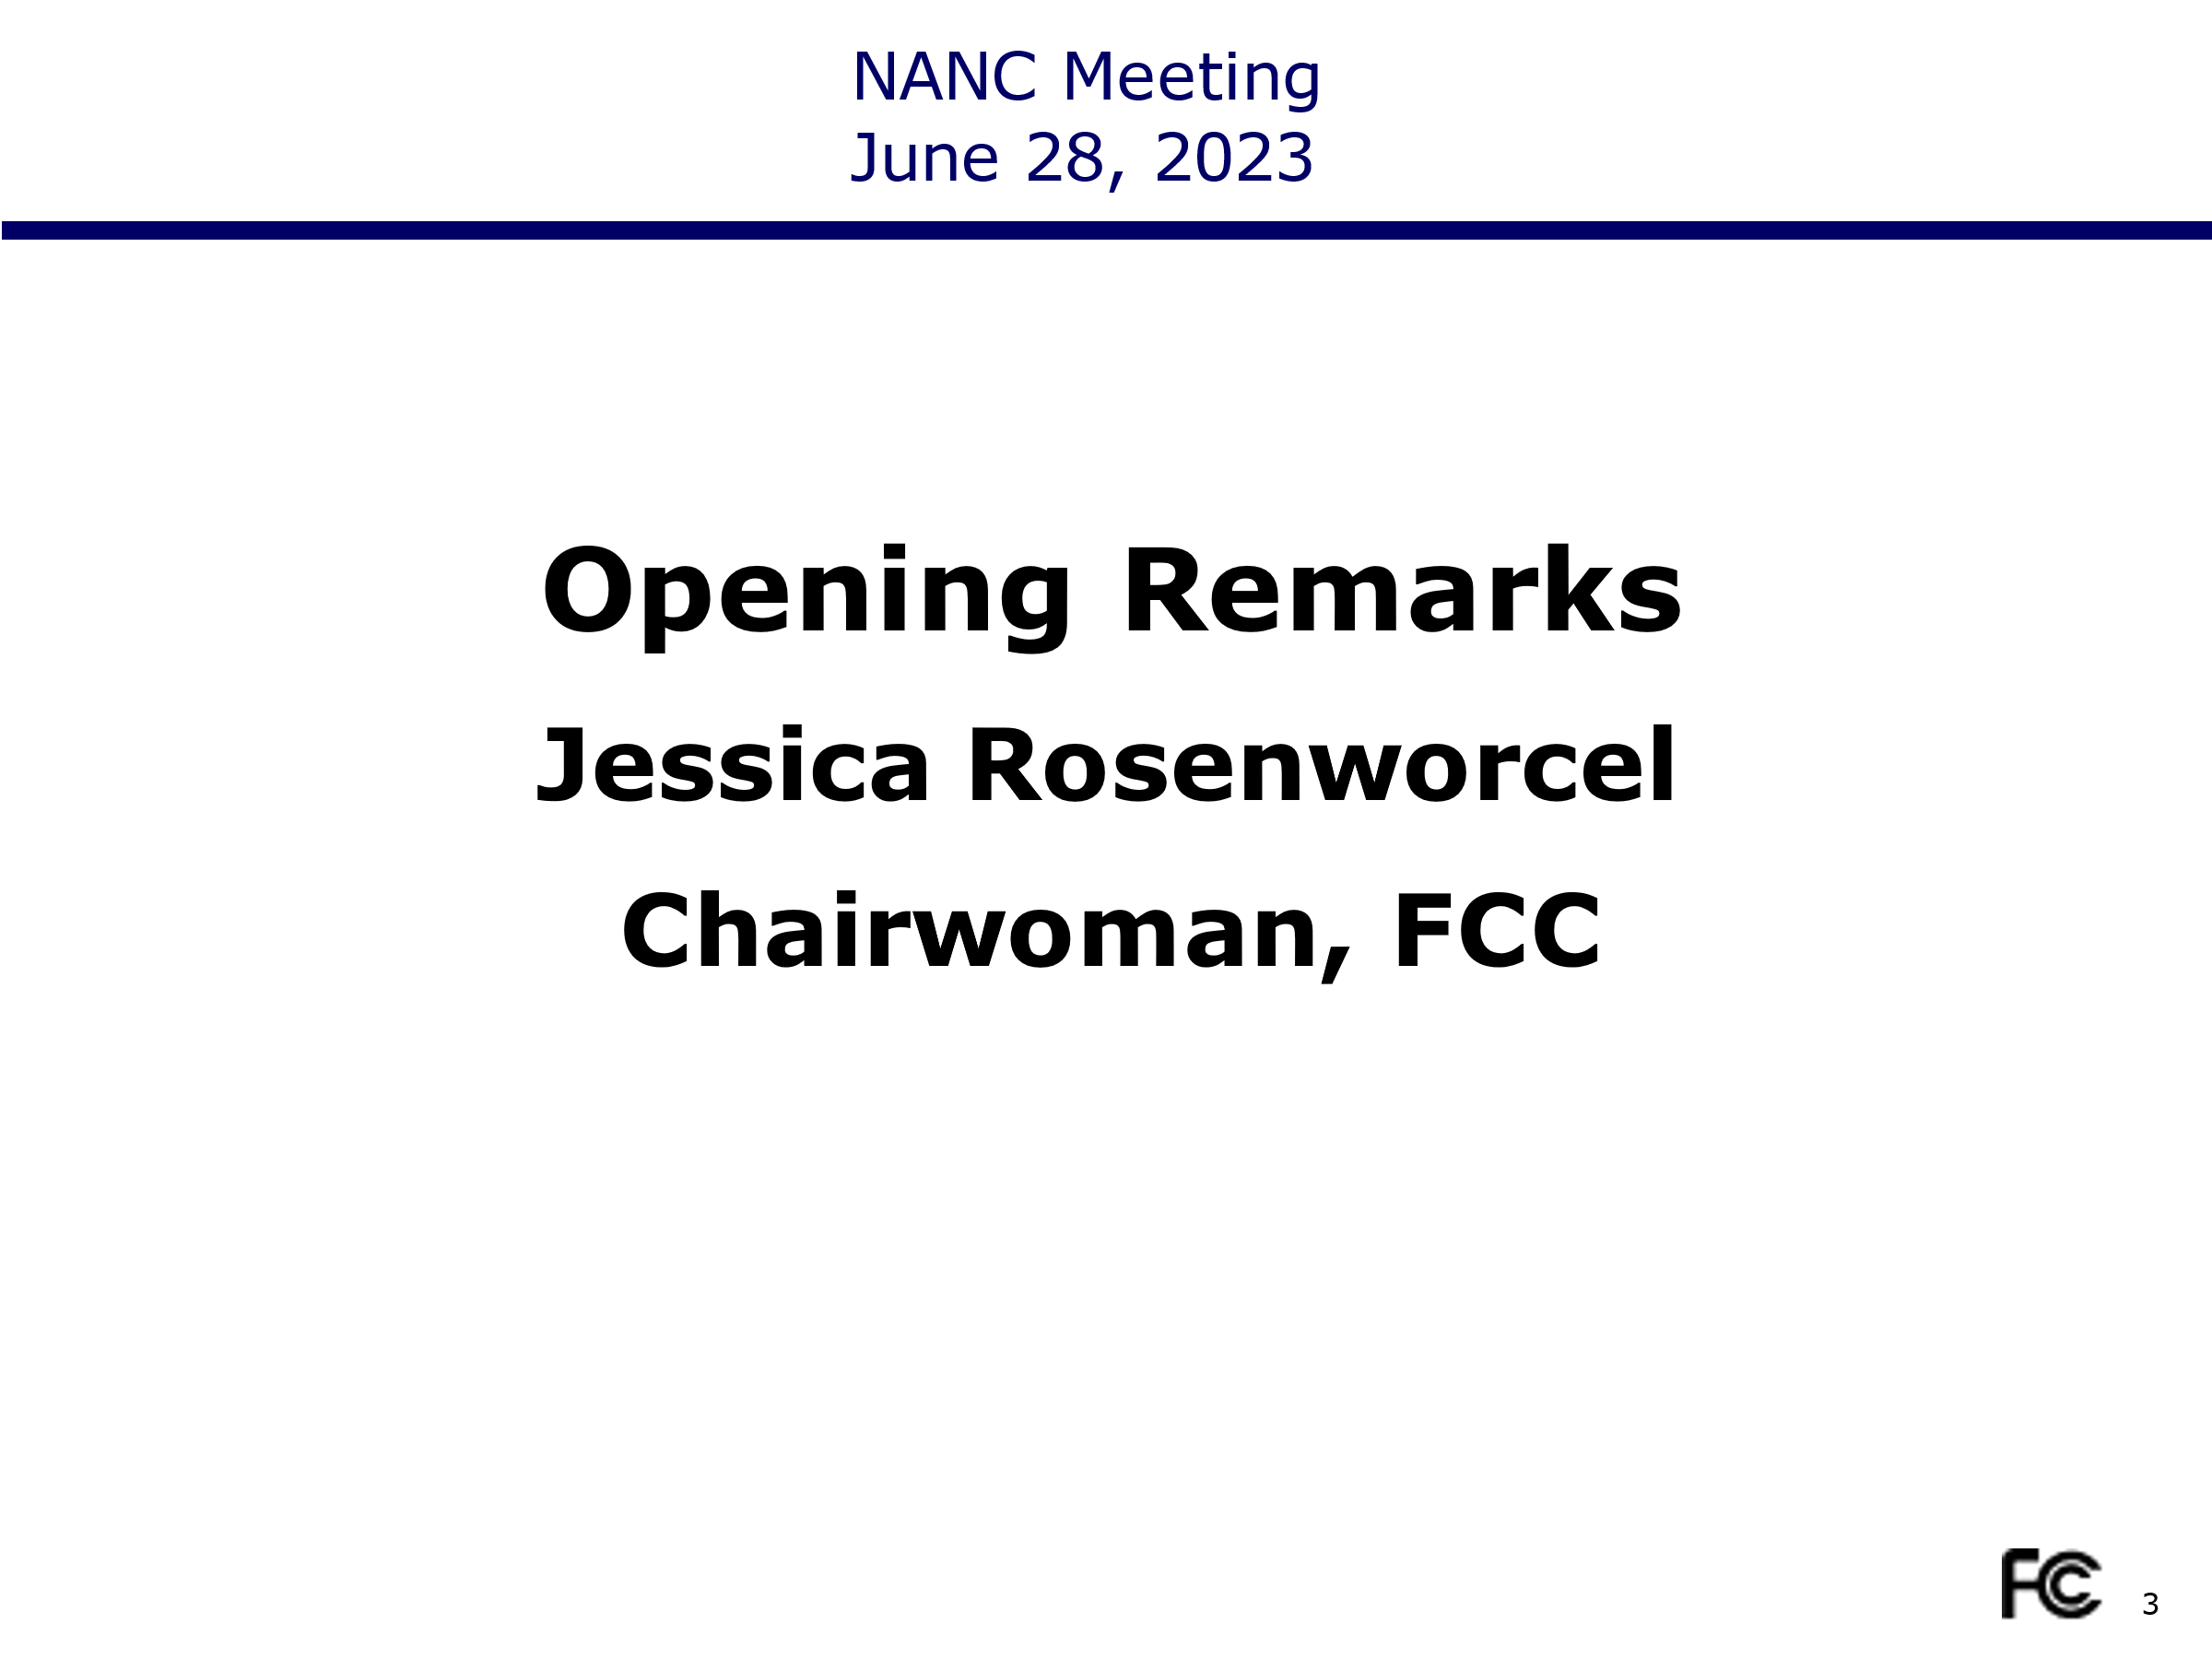 NANC Meeting
June 28, 2023
Opening Remarks
Jessica Rosenworcel
Chairwoman, FCC
FCC
3